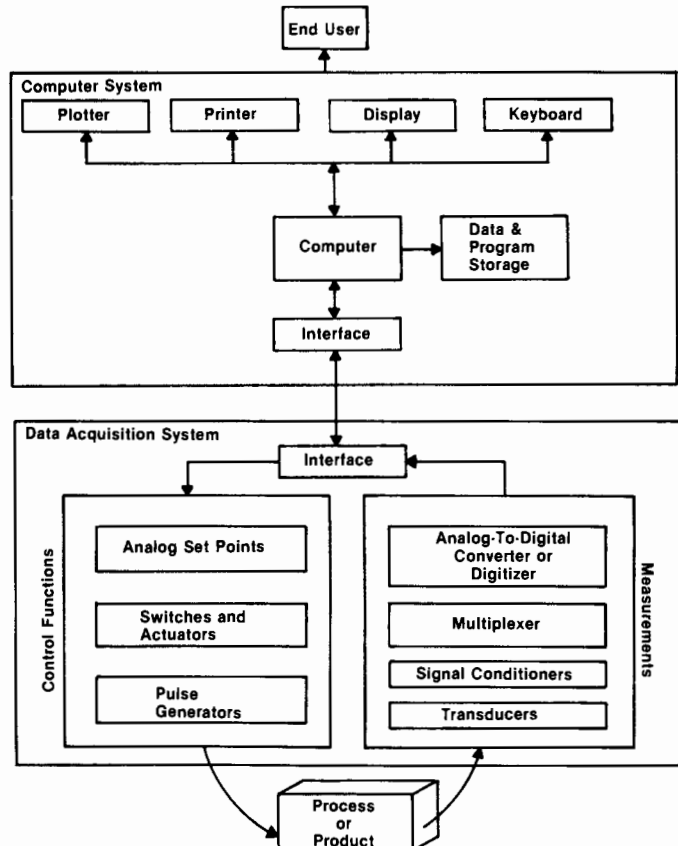 End User
Computer System
Plotter
Printer
Display
Keyboard
Computer
Data &
Program
Storage
Interface
Data Acquisition System
Interface
Control Functions
Analog Set Points
Switches and
Actuators
Pulse
Generators
Analog-To-Digital
Converter or
Digitizer
Multiplexer
Signal Conditioners
Transducers
Measurements
Process
or
Product